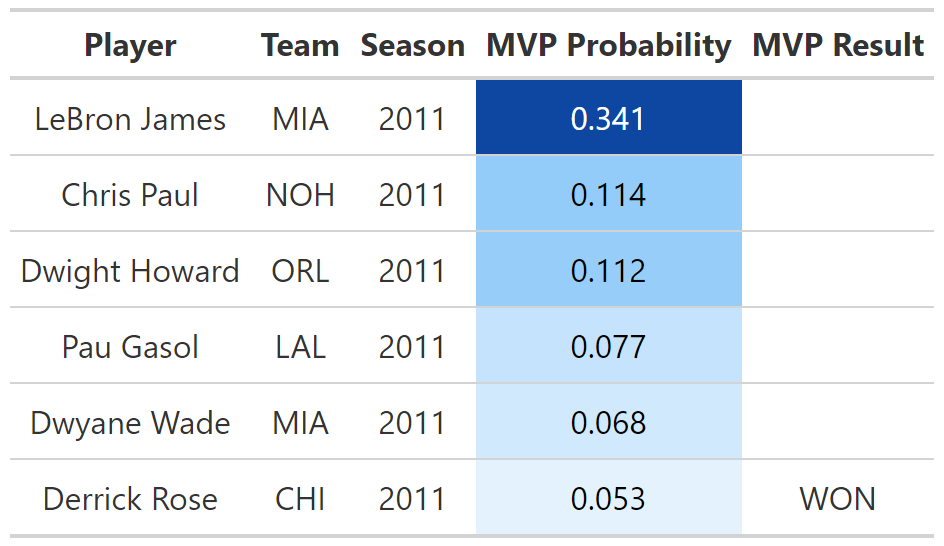 Player Team Season MVP Probability MVP Result
LeBron James MIA 2011 0.341
Chris Paul NOH 2011 0.114
Dwight Howard ORL 2011 0.112
Pau Gasol LAL 2011 0.077
Dwyane Wade MIA 2011 0.068
Derrick Rose CHI 2011 0.053 WON